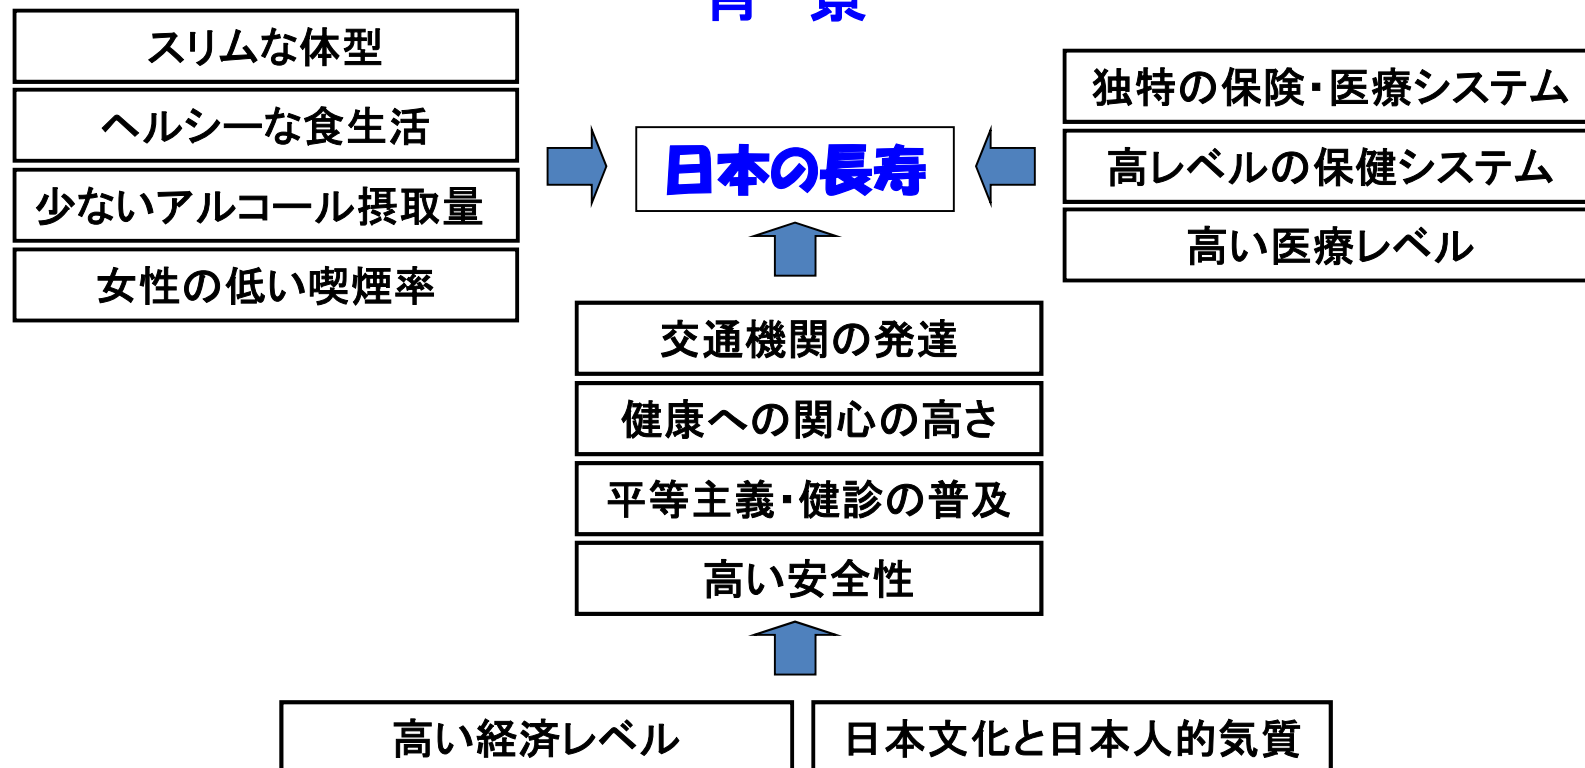 背 景
スリムな体型
ヘルシーな食生活
少ないアルコール摂取量
女性の低い喫煙率
日本の長寿
独特の保険・医療システム
高レベルの保健システム
高い医療レベル
交通機関の発達
健康への関心の高さ
平等主義・健診の普及
高い安全性
高い経済レベル
日本文化と日本人的気質